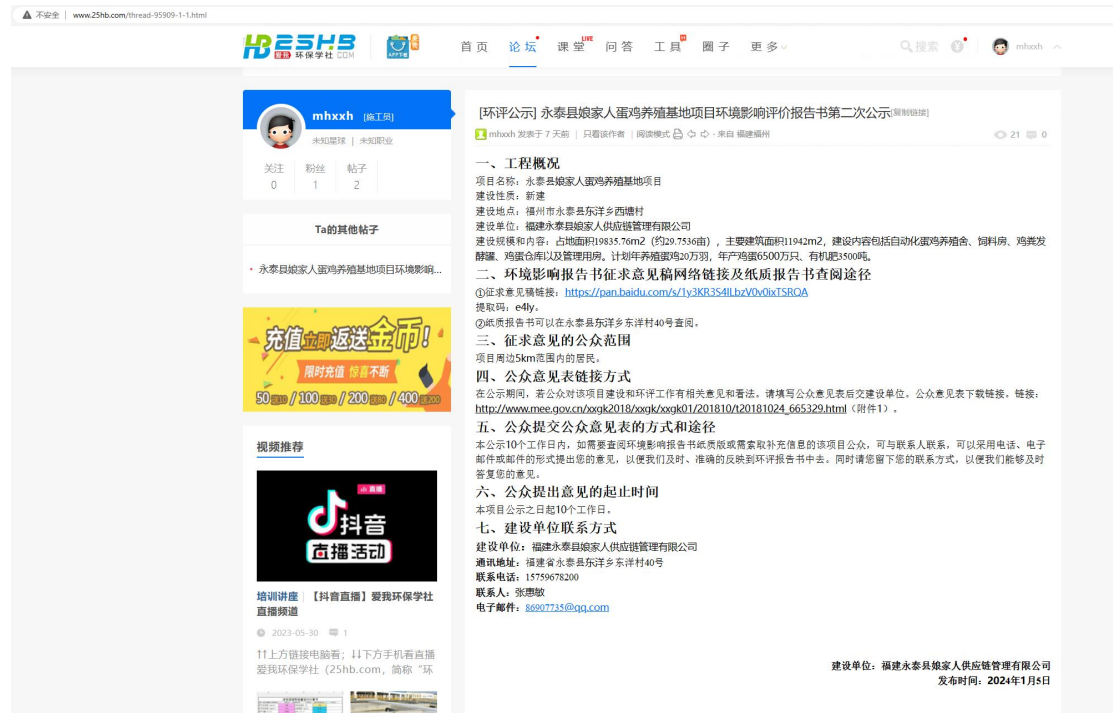 不安全 | www.25hb.com/thread-95909-1-1.html
25HB
爱我 环保学社 .COM
APP下载
首页 论坛 课堂 LIVE 问答 工具 圈子 更多
搜索
mhxxh
mhxxh [施工员]
未知星球 | 未知职业
关注 粉丝 帖子
0 1 2
Ta的其他帖子
· 永泰县娘家人蛋鸡养殖基地项目环境影响...
充值立即返送金币!
限时充值 惊喜不断
50送10 / 100送30 / 200送80 / 400送200
视频推荐
直播
抖音
直播活动
培训讲座 | 【抖音直播】爱我环保学社直播频道
2023-05-30 1
↑↑上方链接电脑看；↓↓下方手机看直播
爱我环保学社（25hb.com，简称“环
[环评公示] 永泰县娘家人蛋鸡养殖基地项目环境影响评价报告书第二次公示[复制链接]
mhxxh 发表于 7 天前 | 只看该作者 | 阅读模式 · 来自 福建福州
21 0
一、工程概况
项目名称：永泰县娘家人蛋鸡养殖基地项目
建设性质：新建
建设地点：福州市永泰县东洋乡西塘村
建设单位：福建永泰县娘家人供应链管理有限公司
建设规模和内容：占地面积19835.76m2（约29.7536亩），主要建筑面积11942m2，建设内容包括自动化蛋鸡养殖舍、饲料房、鸡粪发
酵罐、鸡蛋仓库以及管理用房。计划年养殖蛋鸡20万羽，年产鸡蛋6500万只、有机肥3500吨。
二、环境影响报告书征求意见稿网络链接及纸质报告书查阅途径
①征求意见稿链接：https://pan.baidu.com/s/1y3KR3S4lLbzV0v0ixTSRQA
提取码：e4ly。
②纸质报告书可以在永泰县东洋乡东洋村40号查阅。
三、征求意见的公众范围
项目周边5km范围内的居民。
四、公众意见表链接方式
在公示期间，若公众对该项目建设和环评工作有相关意见和看法。请填写公众意见表后交建设单位。公众意见表下载链接。链接：
http://www.mee.gov.cn/xxgk2018/xxgk/xxgk01/201810/t20181024_665329.html（附件1）。
五、公众提交公众意见表的方式和途径
本公示10个工作日内，如需要查阅环境影响报告书纸质版或需索取补充信息的该项目公众，可与联系人联系，可以采用电话、电子
邮件或邮件的形式提出您的意见，以便我们及时、准确的反映到环评报告书中去。同时请您留下您的联系方式，以便我们能够及时
答复您的意见。
六、公众提出意见的起止时间
本项目公示之日起10个工作日。
七、建设单位联系方式
建设单位：福建永泰县娘家人供应链管理有限公司
通讯地址：福建省永泰县东洋乡东洋村40号
联系电话：15759678200
联系人：张惠敏
电子邮件：86907735@qq.com
建设单位：福建永泰县娘家人供应链管理有限公司
发布时间：2024年1月5日